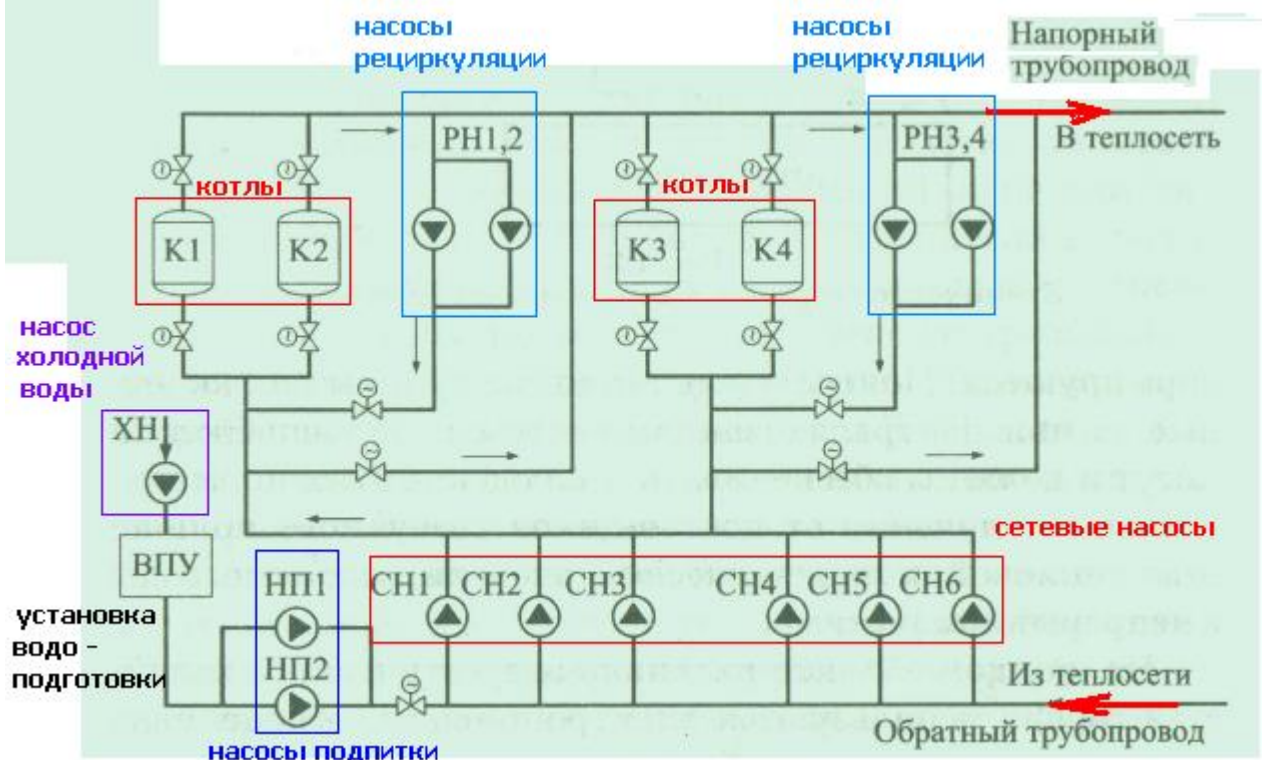 насосы
рециркуляции
насосы
рециркуляции
Напорный
трубопровод
В теплосеть
РН1,2
РН3,4
котлы
котлы
К1
К2
К3
К4
насос
холодной
воды
ХН
сетевые насосы
ВПУ
НП1
СН1
СН2
СН3
СН4
СН5
СН6
установка
водо -
подготовки
НП2
Из теплосети
Обратный трубопровод
насосы подпитки